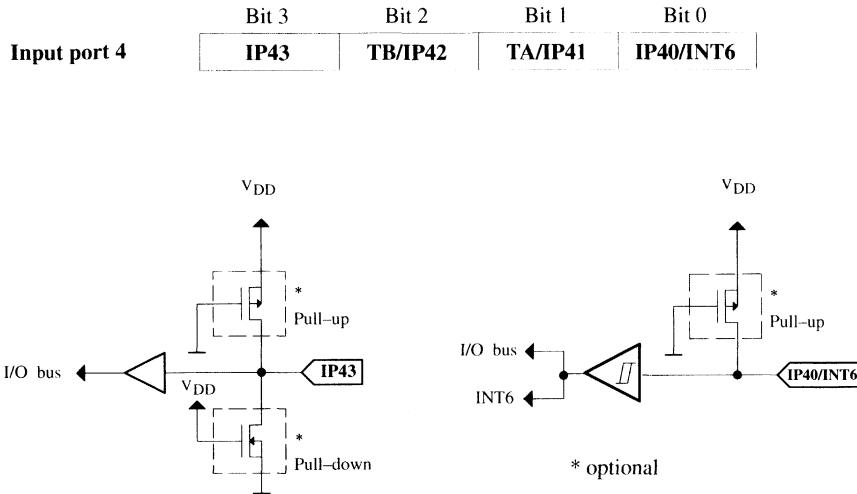 Bit 3 Bit 2 Bit 1 Bit 0
Input port 4 IP43 TB/IP42 TA/IP41 IP40/INT6
VDD VDD
* *
Pull–up Pull–up
I/O bus IP43 I/O bus IP40/INT6
VDD INT6
*
Pull–down * optional